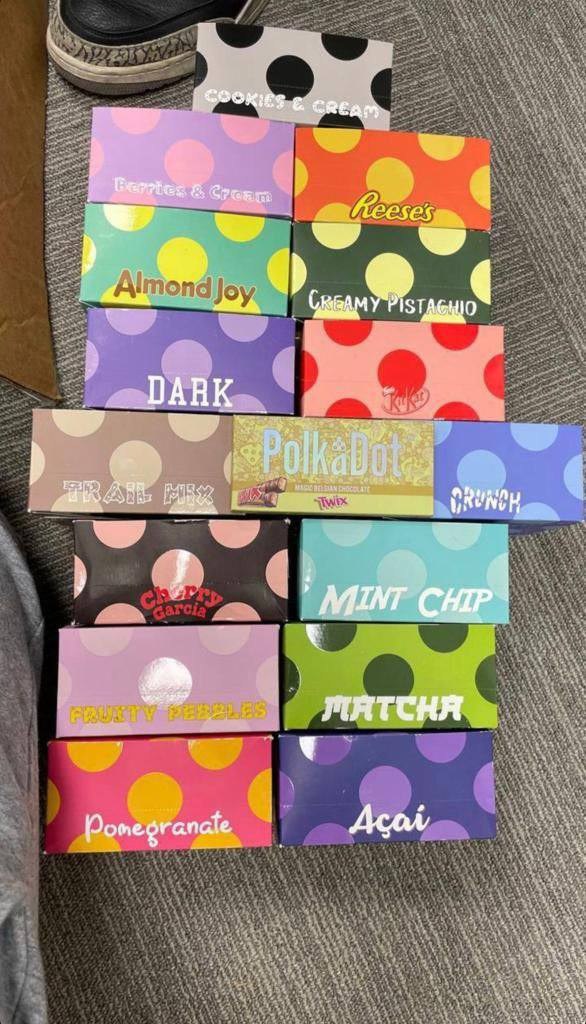 COOKIES & CREAM
Berries & Cream
Reese's
Almond Joy
CREAMY PISTACHIO
DARK
KitKat
TRAIL MIX
PolkaDot
MAGIC BELGIAN CHOCOLATE
TWIX
CRUNCH
Cherry
Garcia
MINT CHIP
FRUITY PEBBLES
MATCHA
Pomegranate
Açaí